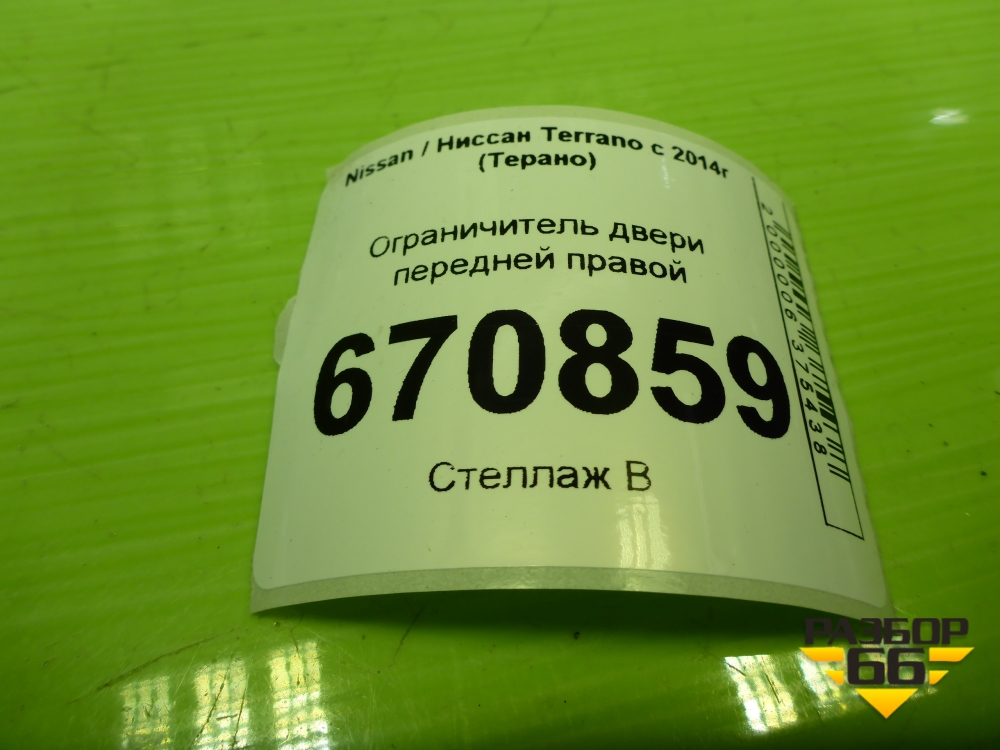 Nissan / Ниссан Terrano с 2014г
(Терано)
Ограничитель двери
передней правой
670859
Стеллаж В
2000006375438
РАЗБОР
66